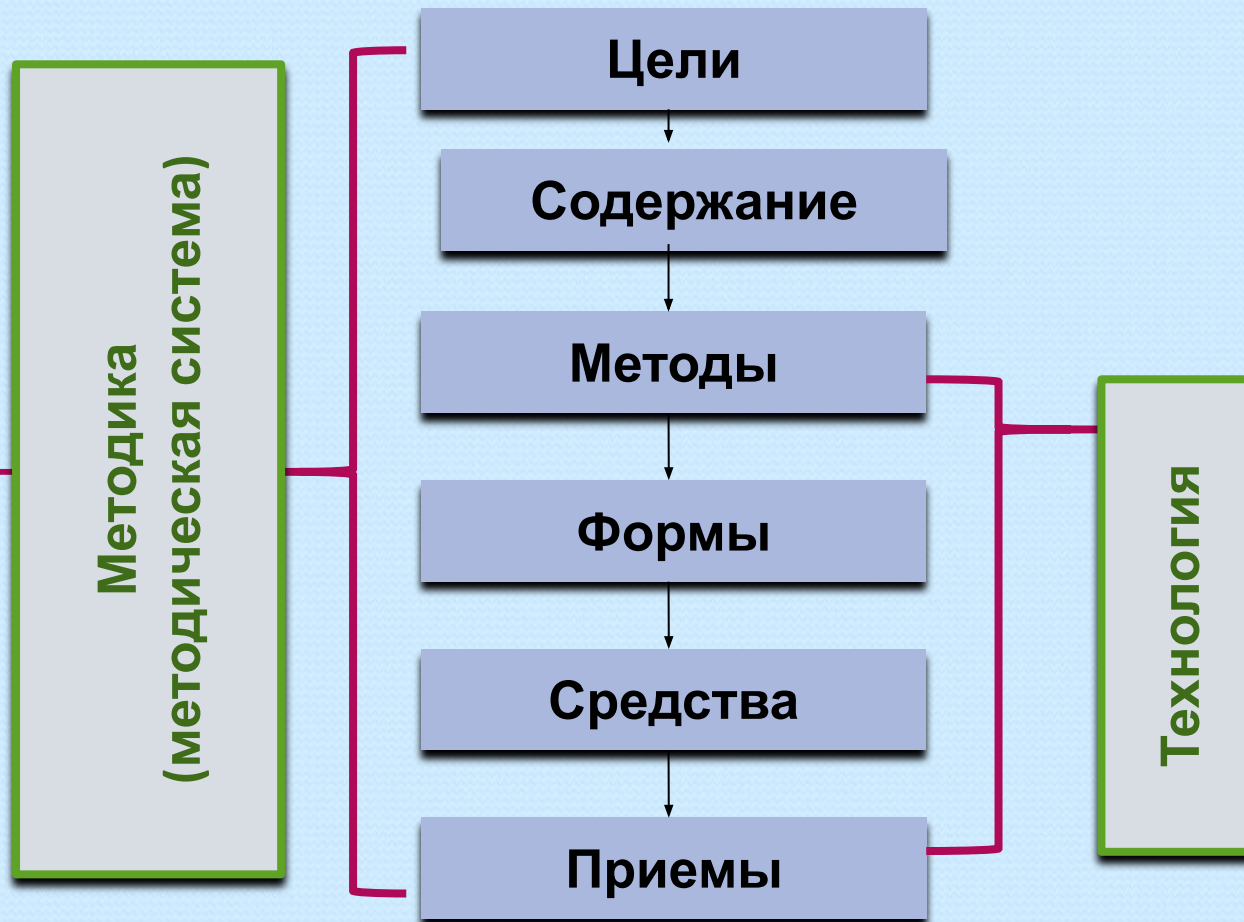 Методика
(методическая система)
Цели
Содержание
Методы
Формы
Средства
Приемы
Технология